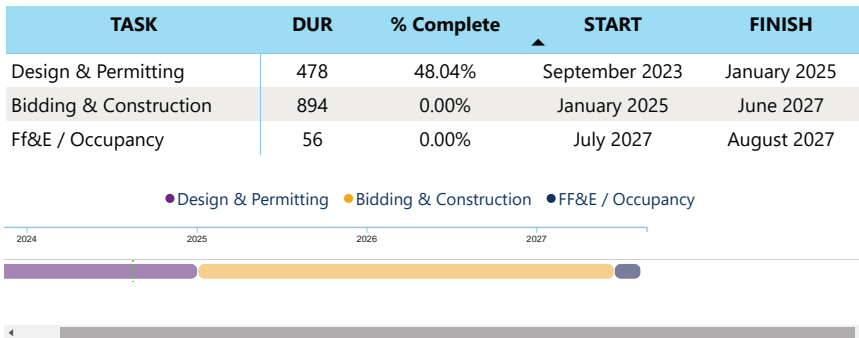 TASK DUR % Complete START FINISH
Design & Permitting 478 48.04% September 2023 January 2025
Bidding & Construction 894 0.00% January 2025 June 2027
Ff&E / Occupancy 56 0.00% July 2027 August 2027
Design & Permitting Bidding & Construction FF&E / Occupancy
2024 2025 2026 2027